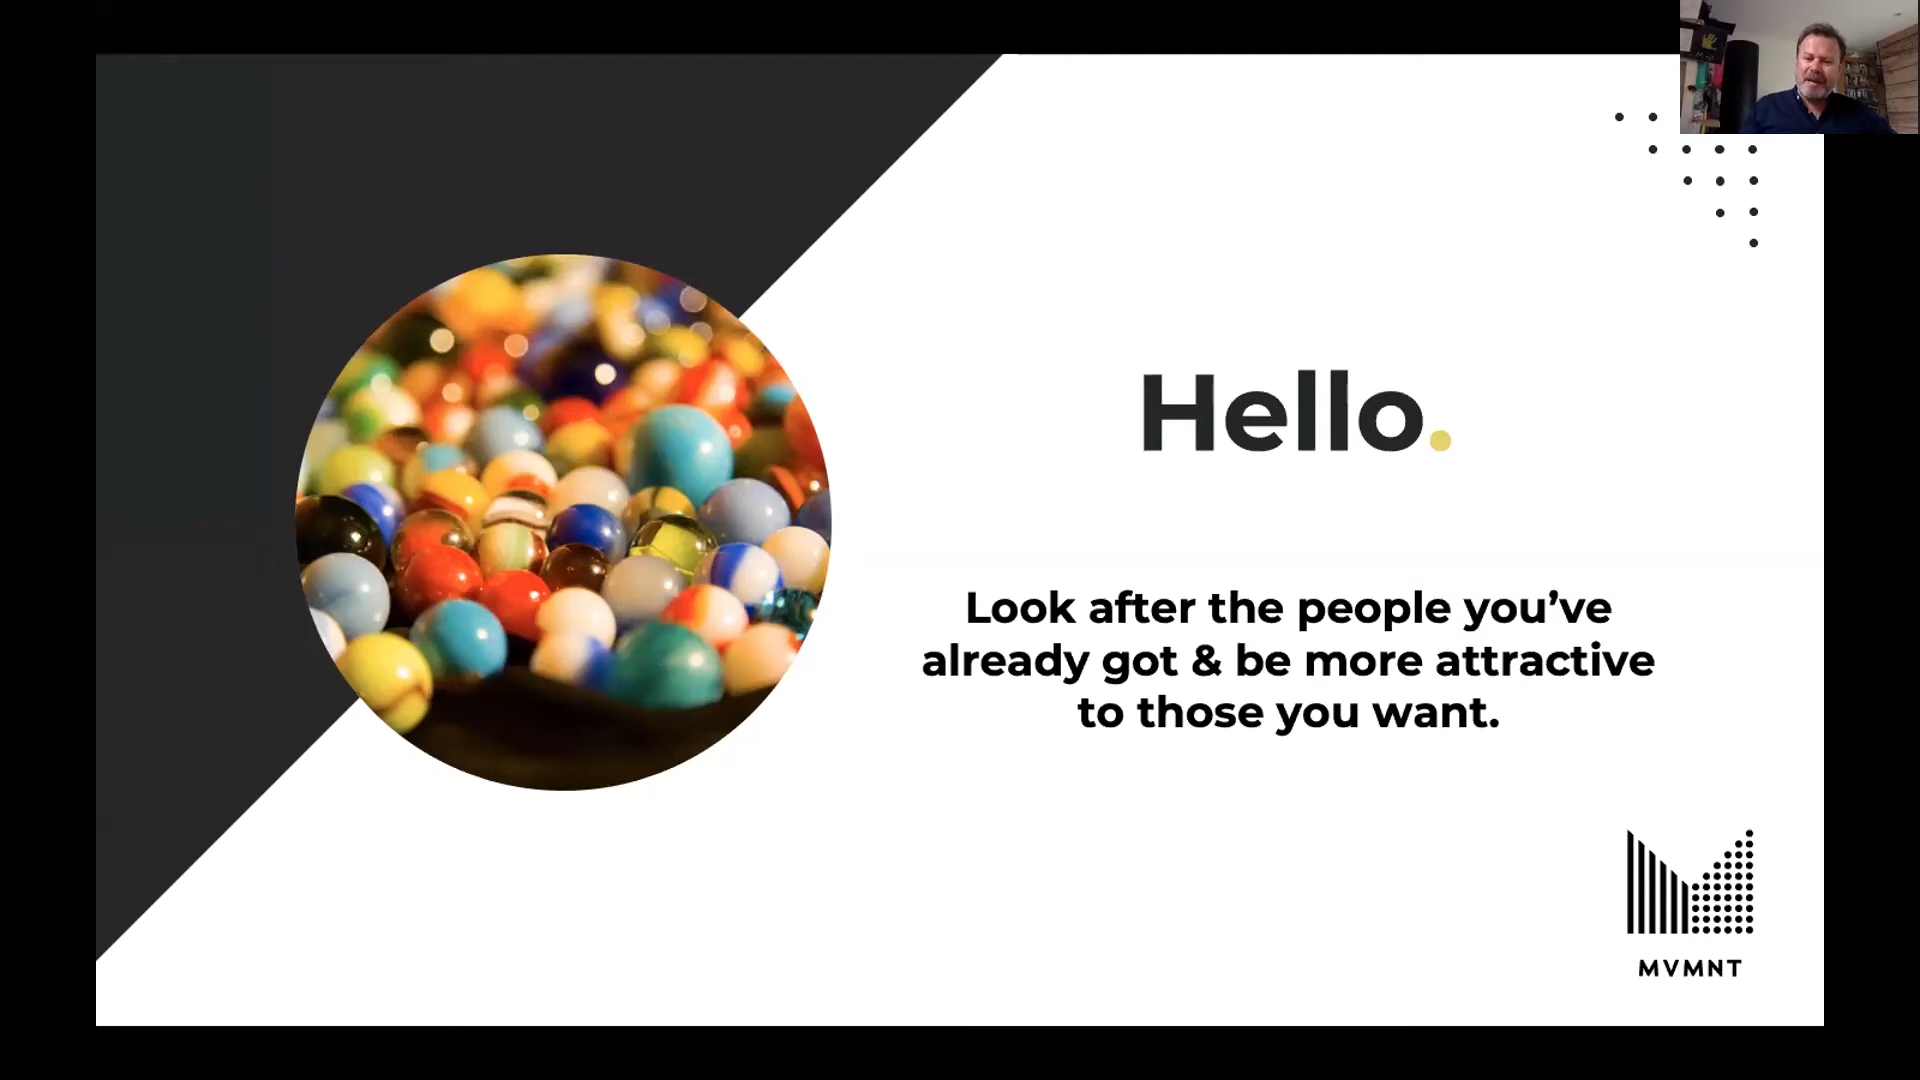 Hello.
Look after the people you’ve
already got & be more attractive
to those you want.
MVMNT